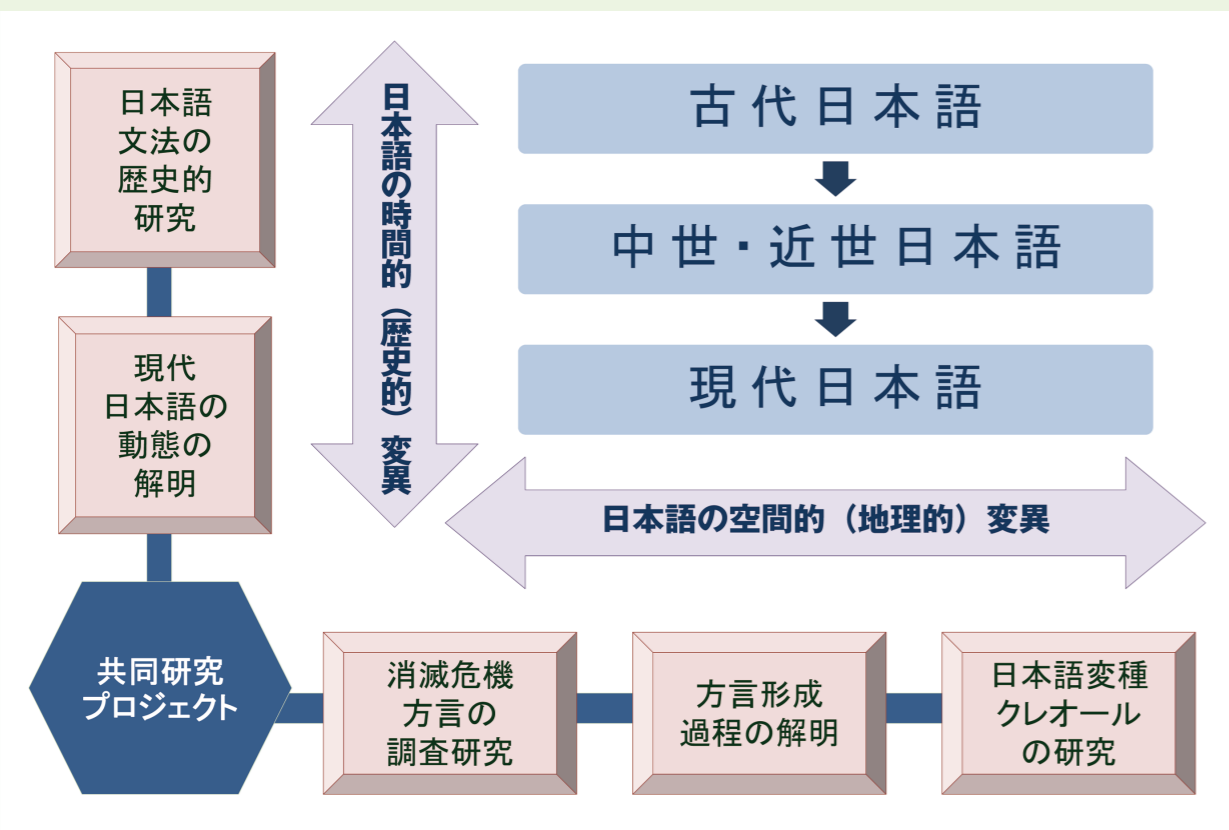 日本語
文法の
歴史的
研究
現代
日本語の
動態の
解明
共同研究
プロジェクト
日本語の時間的（歴史的）変異
古代日本語
中世・近世日本語
現代日本語
日本語の空間的（地理的）変異
消滅危機
方言の
調査研究
方言形成
過程の解明
日本語変種
クレオール
の研究